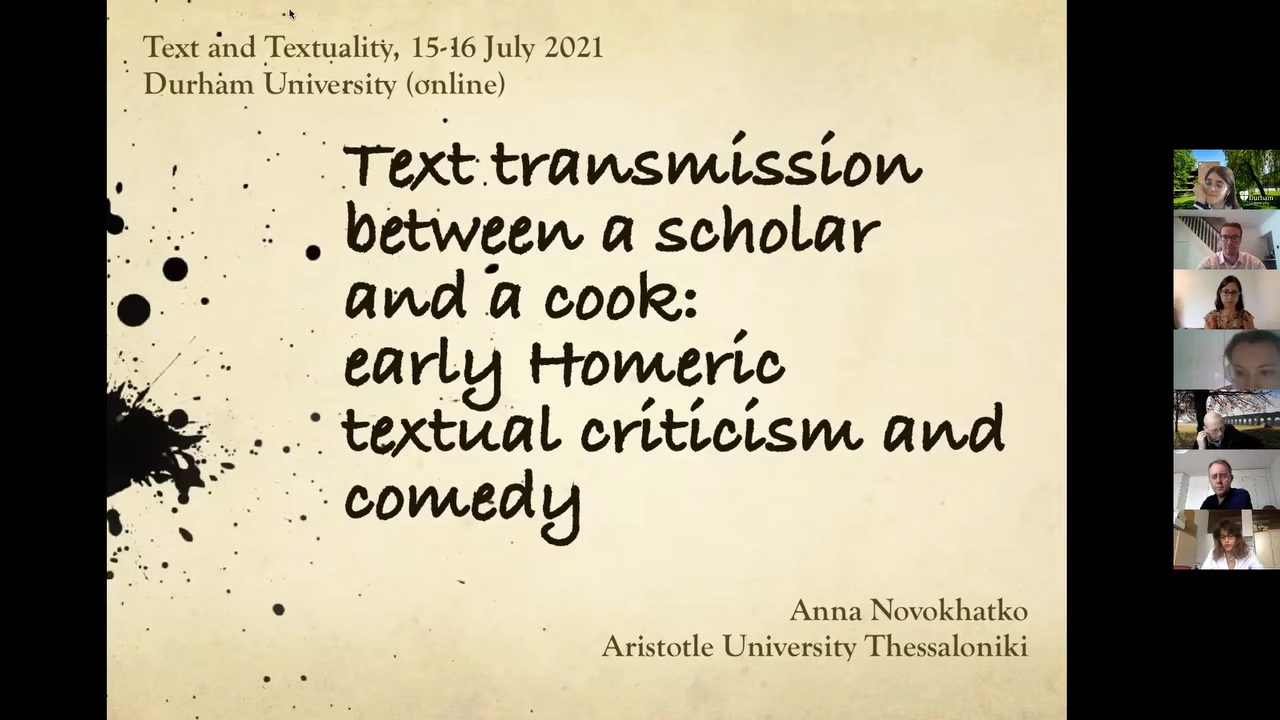 Text and Textuality, 15-16 July 2021
Durham University (online)
Text transmission
between a scholar
and a cook:
early Homeric
textual criticism and
comedy
Anna Novokhatko
Aristotle University Thessaloniki
Durham